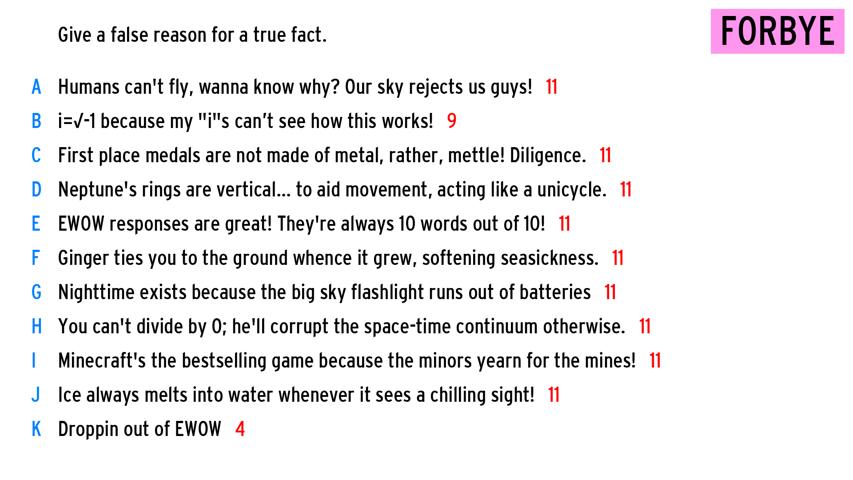 Give a false reason for a true fact.
FORBYE
A Humans can't fly, wanna know why? Our sky rejects us guys! 11
B i=√-1 because my "i"s can't see how this works! 9
C First place medals are not made of metal, rather, mettle! Diligence. 11
D Neptune's rings are vertical... to aid movement, acting like a unicycle. 11
E EWOW responses are great! They're always 10 words out of 10! 11
F Ginger ties you to the ground whence it grew, softening seasickness. 11
G Nighttime exists because the big sky flashlight runs out of batteries 11
H You can't divide by 0; he'll corrupt the space-time continuum otherwise. 11
I Minecraft's the bestselling game because the minors yearn for the mines! 11
J Ice always melts into water whenever it sees a chilling sight! 11
K Droppin out of EWOW 4